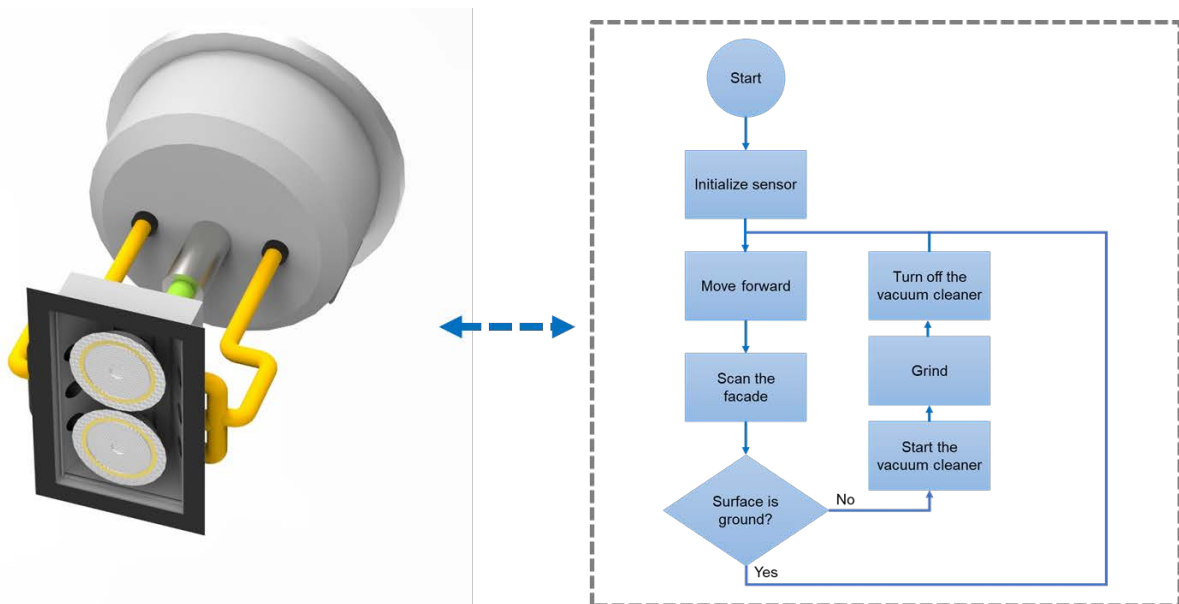 Start
Initialize sensor
Move forward
Scan the
facade
Surface is
ground?
No
Yes
Start the
vacuum cleaner
Grind
Turn off the
vacuum cleaner